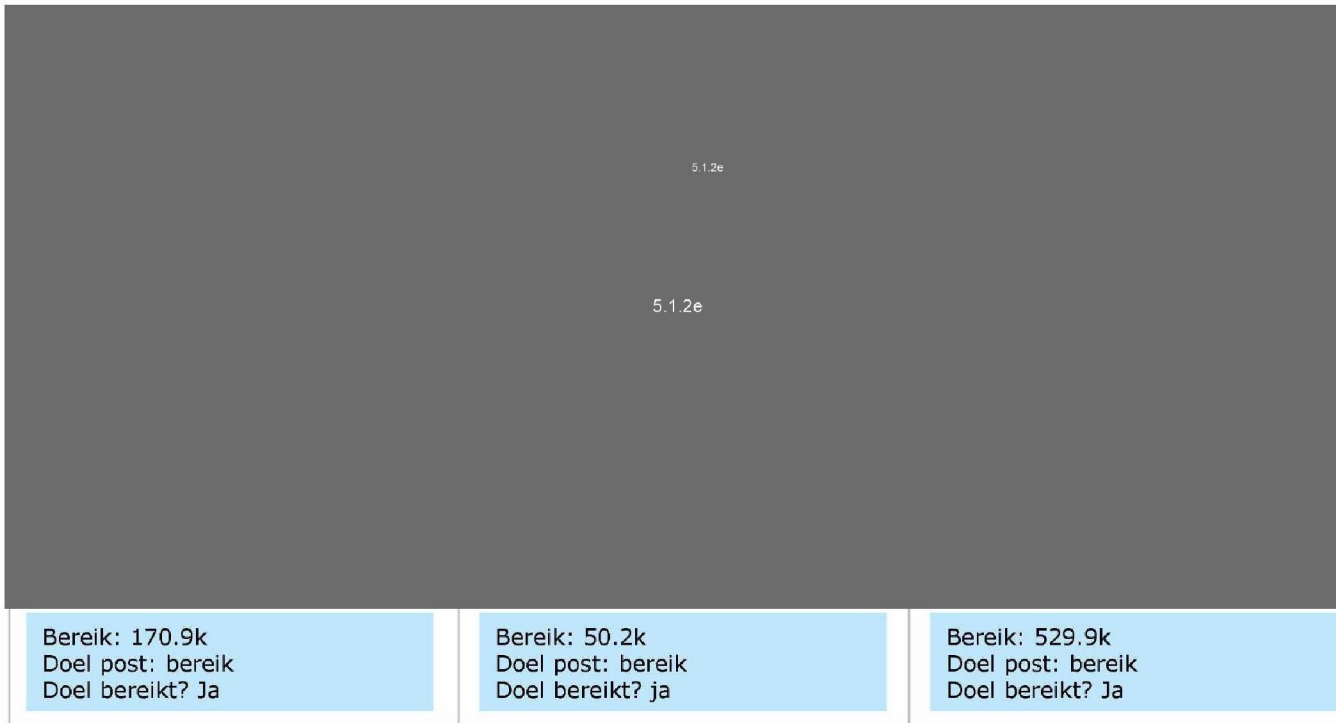 5.1.2e
5.1.2e
Bereik: 170.9k
Doel post: bereik
Doel bereikt? Ja
Bereik: 50.2k
Doel post: bereik
Doel bereikt? ja
Bereik: 529.9k
Doel post: bereik
Doel bereikt? Ja